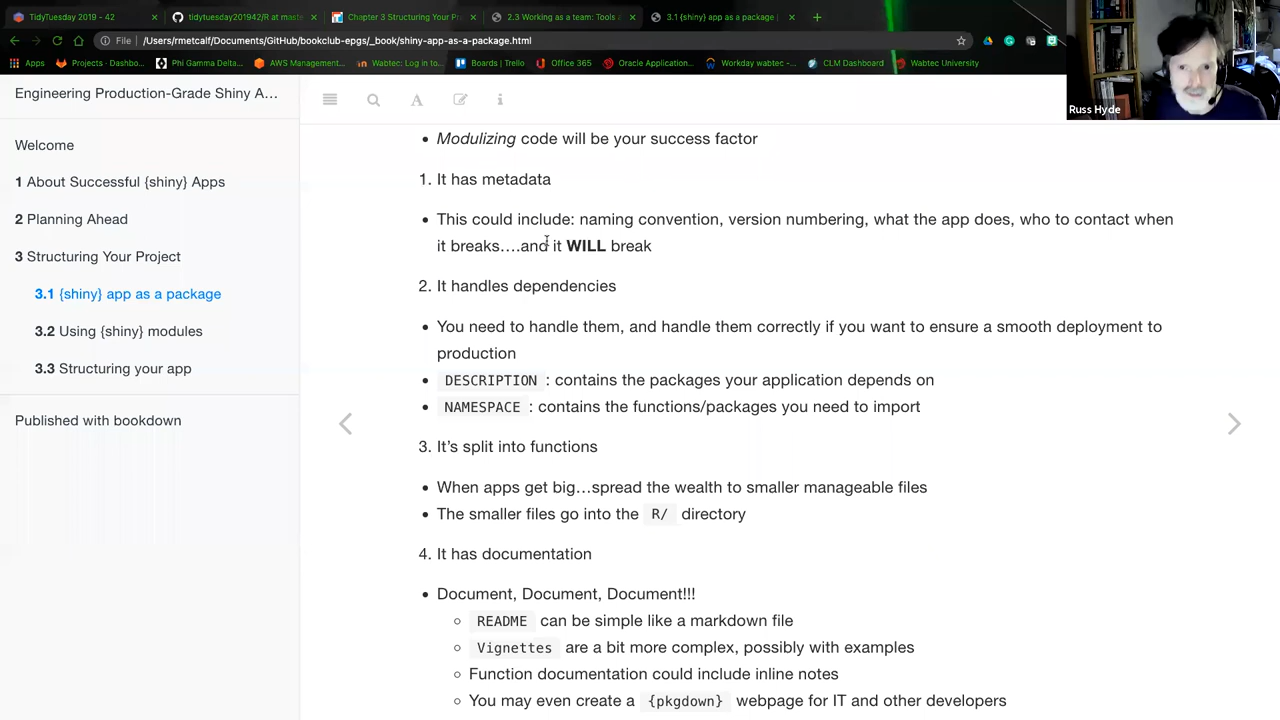 TidyTuesday 2019 - 42
tidytuesday201942/R at maste
Chapter 3 Structuring Your Pr
2.3 Working as a team: Tools
3.1 {shiny} app as a package
File
/Users/rmetcalf/Documents/GitHub/bookclub-epgs/_book/shiny-app-as-a-package.html
Apps
Projects · Dashbo...
Phi Gamma Delta...
AWS Management...
Wabtec: Log in to...
Boards | Trello
Office 365
Oracle Application...
Workday wabtec -...
CLM Dashboard
Wabtec University
Russ Hyde
Engineering Production-Grade Shiny A...
Welcome
1 About Successful {shiny} Apps
2 Planning Ahead
3 Structuring Your Project
3.1 {shiny} app as a package
3.2 Using {shiny} modules
3.3 Structuring your app
Published with bookdown
• Modulizing code will be your success factor
1. It has metadata
• This could include: naming convention, version numbering, what the app does, who to contact when
it breaks….and it WILL break
2. It handles dependencies
• You need to handle them, and handle them correctly if you want to ensure a smooth deployment to
production
• DESCRIPTION : contains the packages your application depends on
• NAMESPACE : contains the functions/packages you need to import
3. It's split into functions
• When apps get big…spread the wealth to smaller manageable files
• The smaller files go into the R/ directory
4. It has documentation
• Document, Document, Document!!!
○ README can be simple like a markdown file
○ Vignettes are a bit more complex, possibly with examples
○ Function documentation could include inline notes
○ You may even create a {pkgdown} webpage for IT and other developers